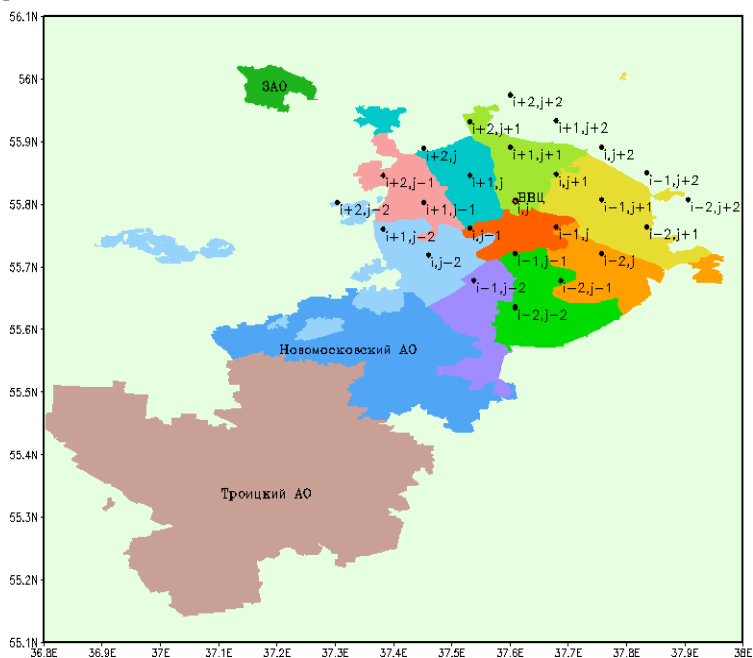 56.1N
56N
ЗАО
i+2,j+2
55.9N
i+2,j+1
i+1,j+2
i+2,j
i+1,j+1
i,j+2
i+2,j-1
i+1,j
i,j+1
i-1,j+2
55.8N
i+2,j-2
i+1,j-1
ВВЦ
i,j
i-1,j+1
i-2,j+2
i+1,j-2
i,j-1
i-1,j
i-2,j+1
55.7N
i,j-2
i-1,j-1
i-2,j
i-1,j-2
i-2,j-1
55.6N
i-2,j-2
Новомосковский АО
55.5N
55.4N
Троицкий АО
55.3N
55.2N
55.1N
36.8E 36.9E 37E 37.1E 37.2E 37.3E 37.4E 37.5E 37.6E 37.7E 37.8E 37.9E 38E